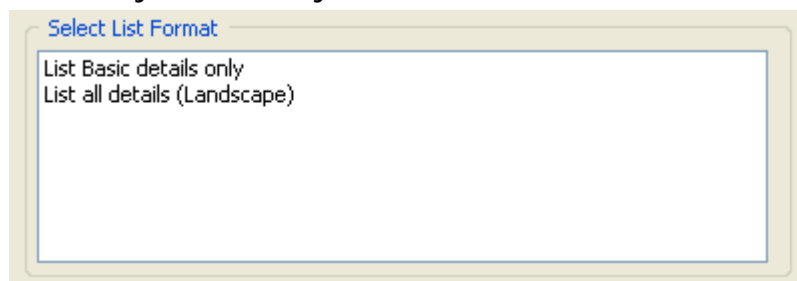 Select List Format
List Basic details only
List all details (Landscape)